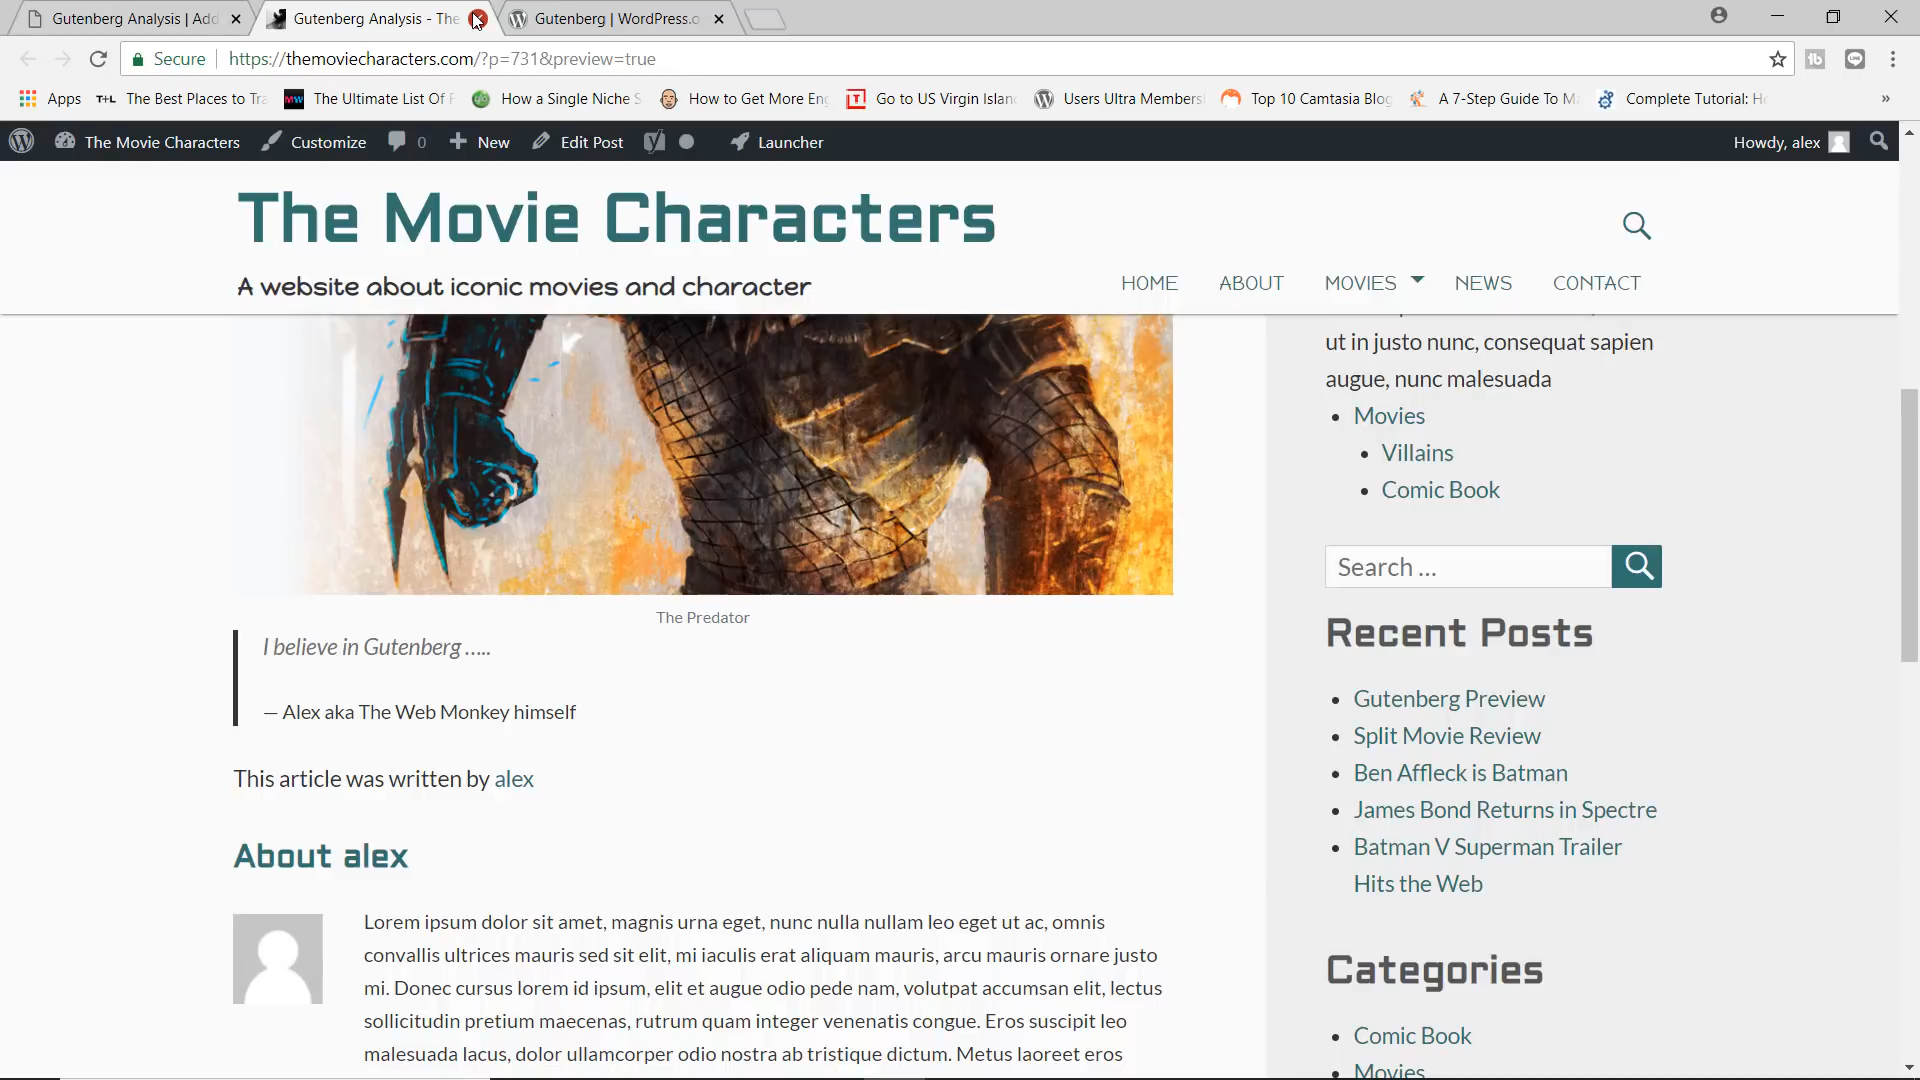 Gutenberg Analysis | Add
Gutenberg Analysis - The
Gutenberg | WordPress.o
Secure
https://themoviecharacters.com/?p=731&preview=true
Apps
T+L The Best Places to Tra
MW The Ultimate List Of F
How a Single Niche S
How to Get More Eng
T Go to US Virgin Islan
Users Ultra Members
Top 10 Camtasia Blog
A 7-Step Guide To Ma
Complete Tutorial: Ho
»
The Movie Characters
Customize
0
New
Edit Post
Launcher
Howdy, alex
The Movie Characters
A website about iconic movies and character
HOME
ABOUT
MOVIES
NEWS
CONTACT
The Predator
I believe in Gutenberg …..
— Alex aka The Web Monkey himself
This article was written by alex
About alex
Lorem ipsum dolor sit amet, magnis urna eget, nunc nulla nullam leo eget ut ac, omnis
convallis ultrices mauris sed sit elit, mi iaculis erat aliquam mauris, arcu mauris ornare justo
mi. Donec cursus lorem id ipsum, elit et augue odio pede nam, volutpat accumsan elit, lectus
sollicitudin pretium maecenas, rutrum quam integer venenatis congue. Eros suscipit leo
malesuada lacus, dolor ullamcorper odio nostra ab tristique dictum. Metus laoreet eros
ut in justo nunc, consequat sapien
augue, nunc malesuada
Movies
Villains
Comic Book
Search …
Recent Posts
Gutenberg Preview
Split Movie Review
Ben Affleck is Batman
James Bond Returns in Spectre
Batman V Superman Trailer
Hits the Web
Categories
Comic Book
Movies